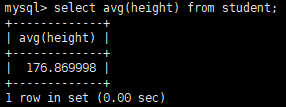 mysql> select avg(height) from student;
+-------------+
| avg(height) |
+-------------+
|  176.869998 |
+-------------+
1 row in set (0.00 sec)